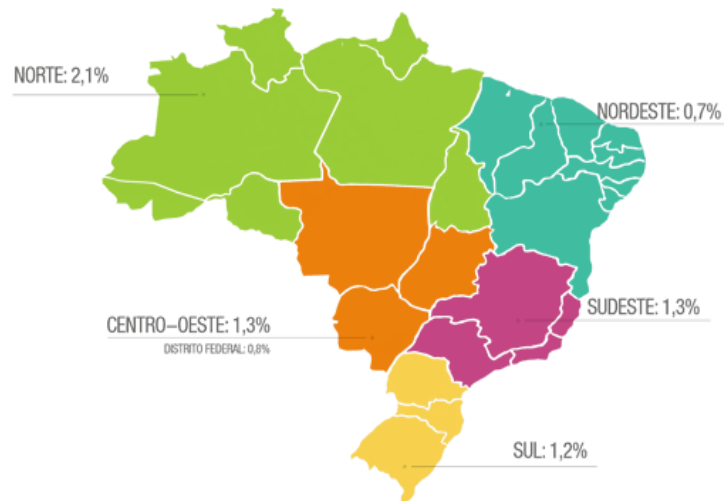 NORTE: 2,1%
NORDESTE: 0,7%
SUDESTE: 1,3%
CENTRO–OESTE: 1,3%
DISTRITO FEDERAL: 0,8%
SUL: 1,2%